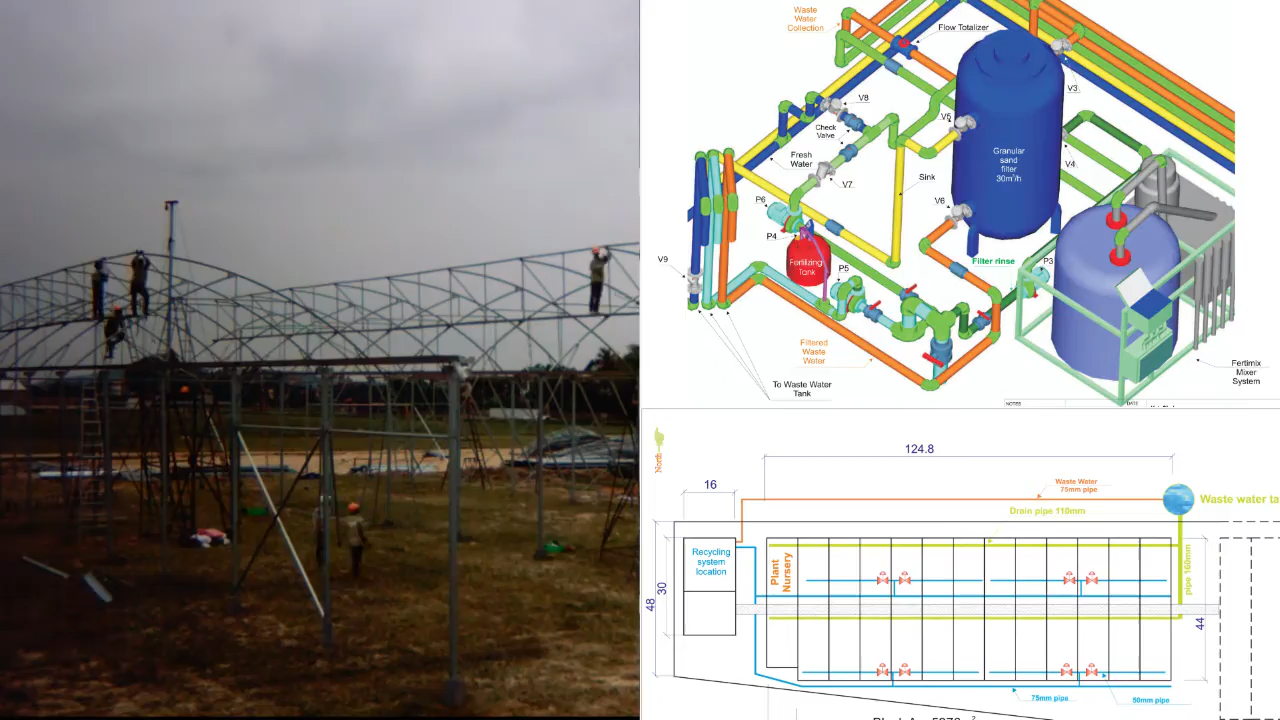 Waste
Water
Collection
Flow Totalizer
V3
V8
V5
Check
Valve
Granular
sand
filter
30m³/h
V4
Fresh
Water
V7
Sink
P6
V6
P4
V9
Fertilizing
Tank
P5
Filter rinse
P3
Filtered
Waste
Water
To Waste Water
Tank
Fertimix
Mixer
System
NOTES
DATE
North
124.8
16
Waste Water
75mm pipe
Waste water ta
Drain pipe 110mm
Recycling
system
location
Plant
Nursery
pipe 160mm
48
30
44
75mm pipe
50mm pipe